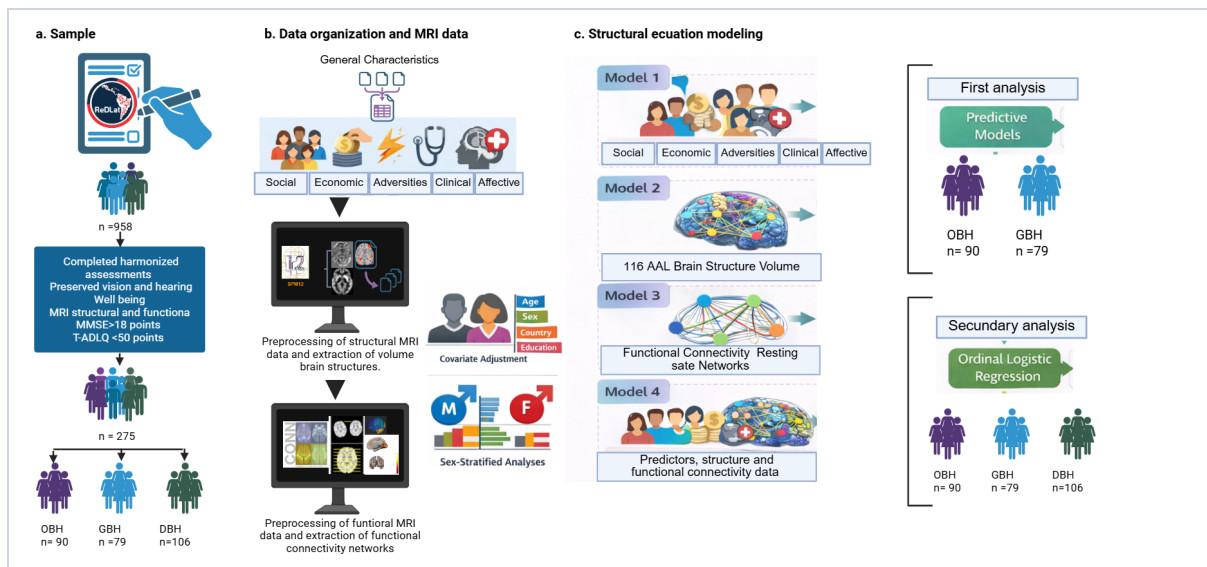 a. Sample
ReDLat
n =958
Completed harmonized
assessments
Preserved vision and hearing
Well being
MRI structural and functiona
MMSE>18 points
T-ADLQ <50 points
n = 275
OBH
n= 90
GBH
n =79
DBH
n=106
b. Data organization and MRI data
General Characteristics
Social
Economic
Adversities
Clinical
Affective
SPM12
Preprocessing of structural MRI
data and extraction of volume
brain structures.
CONN
Preprocessing of funtioral MRI
data and extraction of functional
connectivity networks
Age
Sex
Country
Education
Covariate Adjustment
M
F
Sex-Stratified Analyses
c. Structural ecuation modeling
Model 1
Social
Economic
Adversities
Clinical
Affective
Model 2
116 AAL Brain Structure Volume
Model 3
Functional Connectivity Resting
sate Networks
Model 4
Predictors, structure and
functional connectivity data
First analysis
Predictive
Models
OBH
n= 90
GBH
n =79
Secundary analysis
Ordinal Logistic
Regression
OBH
n= 90
GBH
n =79
DBH
n=106